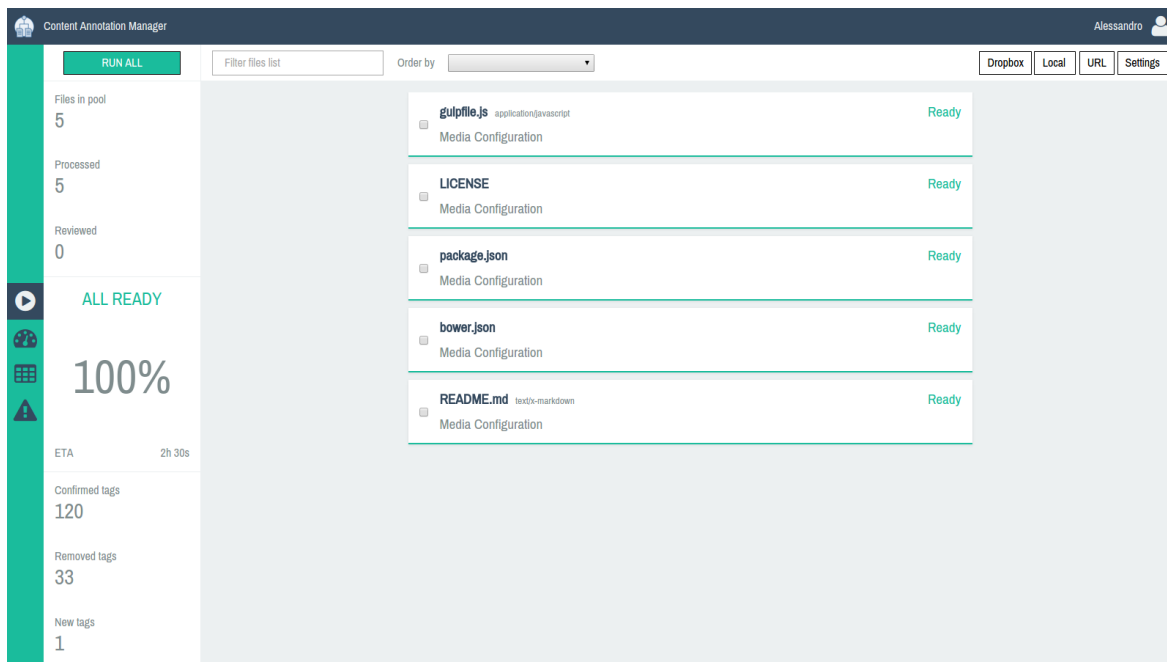 Content Annotation Manager
Alessandro
RUN ALL
Filter files list
Order by
Dropbox
Local
URL
Settings
Files in pool
5
Processed
5
Reviewed
0
ALL READY
100%
ETA 2h 30s
Confirmed tags
120
Removed tags
33
New tags
1
gulpfile.js application/javascript Ready
Media Configuration
LICENSE Ready
Media Configuration
package.json Ready
Media Configuration
bower.json Ready
Media Configuration
README.md text/x-markdown Ready
Media Configuration